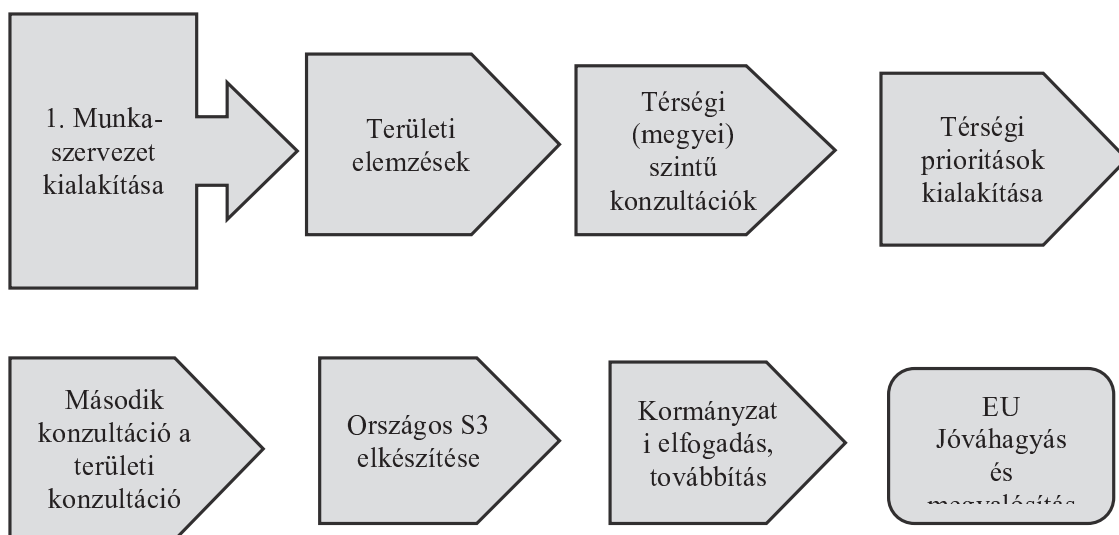 1. Munka-
szervezet
kialakítása
Területi
elemzések
Térségi
(megyei)
szintű
konzultációk
Térségi
prioritások
kialakítása
Második
konzultáció a
területi
konzultáció
Országos S3
elkészítése
Kormányzat
i elfogadás,
továbbítás
EU
Jóváhagyás
és
megvalósítás